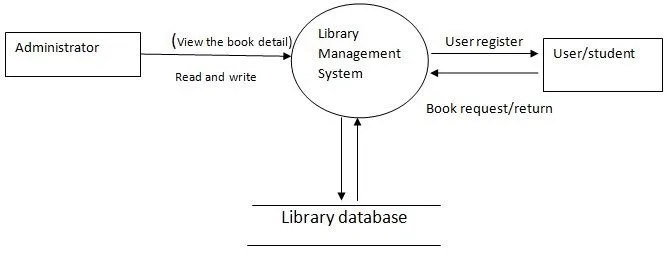 Administrator
(View the book detail)
Read and write
Library
Management
System
User register
User/student
Book request/return
Library database